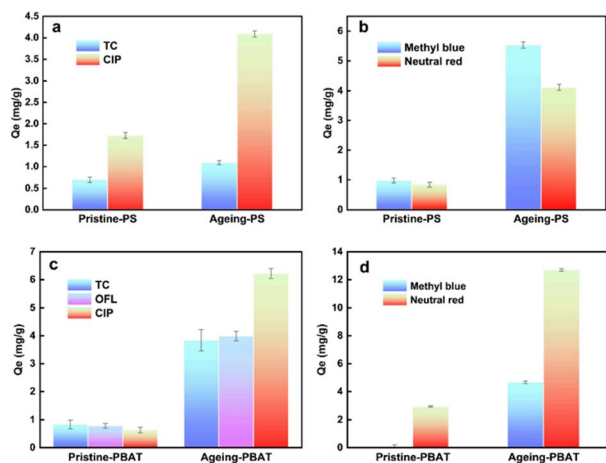 a
TC
CIP
Qe (mg/g)
4.5
4.0
3.5
3.0
2.5
2.0
1.5
1.0
0.5
0.0
Pristine-PS
Ageing-PS
b
Methyl blue
Neutral red
Qe (mg/g)
6
5
4
3
2
1
0
Pristine-PS
Ageing-PS
c
TC
OFL
CIP
Qe (mg/g)
7
6
5
4
3
2
1
0
Pristine-PBAT
Ageing-PBAT
d
Methyl blue
Neutral red
Qe (mg/g)
14
12
10
8
6
4
2
0
Pristine-PBAT
Ageing-PBAT